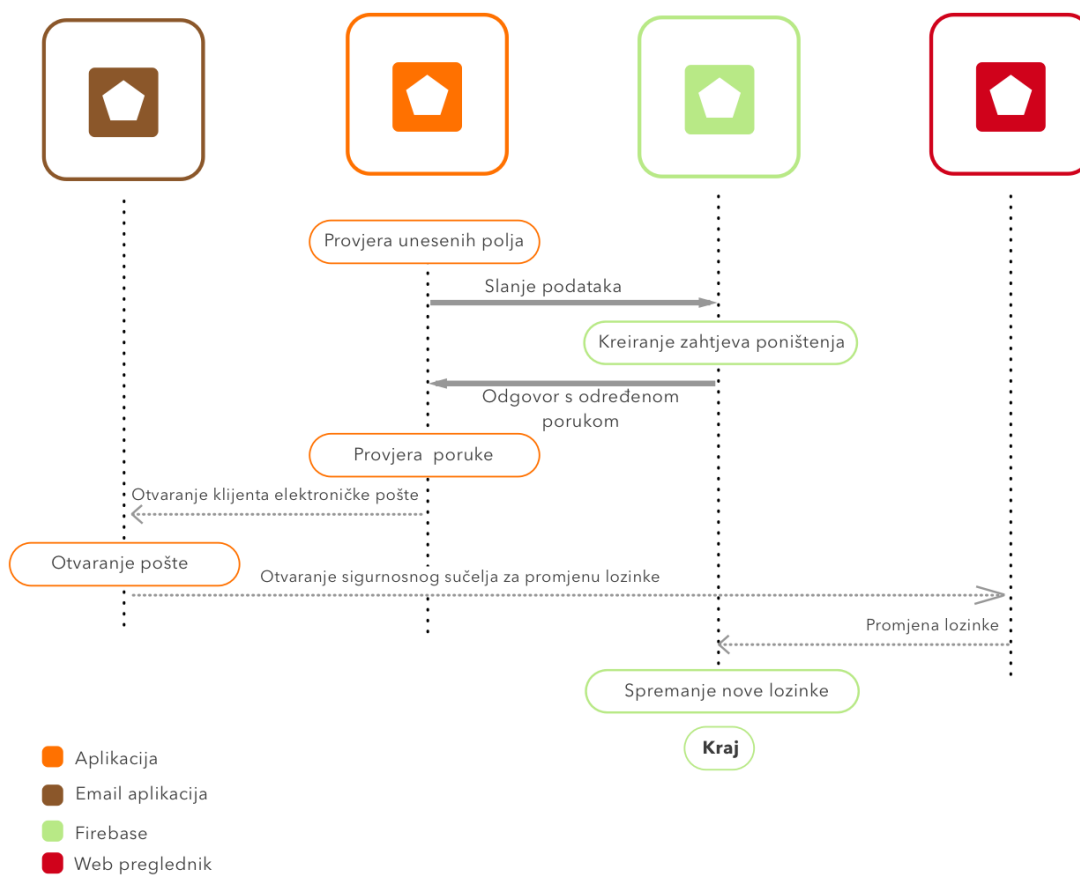 Provjera unesenih polja
Slanje podataka
Kreiranje zahtjeva poništenja
Odgovor s određenom
porukom
Provjera  poruke
Otvaranje klijenta elektroničke pošte
Otvaranje pošte
Otvaranje sigurnosnog sučelja za promjenu lozinke
Promjena lozinke
Spremanje nove lozinke
Kraj
Aplikacija
Email aplikacija
Firebase
Web preglednik